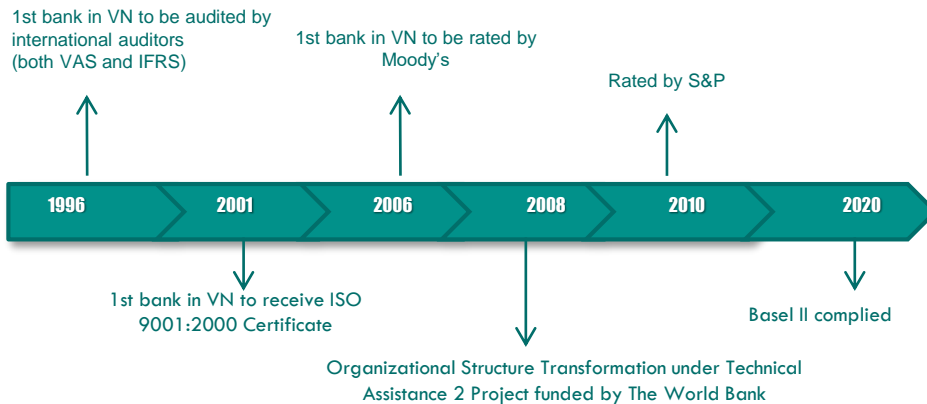 1st bank in VN to be audited by
international auditors
(both VAS and IFRS)
1st bank in VN to be rated by
Moody's
Rated by S&P
1996
2001
2006
2008
2010
2020
1st bank in VN to receive ISO
9001:2000 Certificate
Basel II complied
Organizational Structure Transformation under Technical
Assistance 2 Project funded by The World Bank